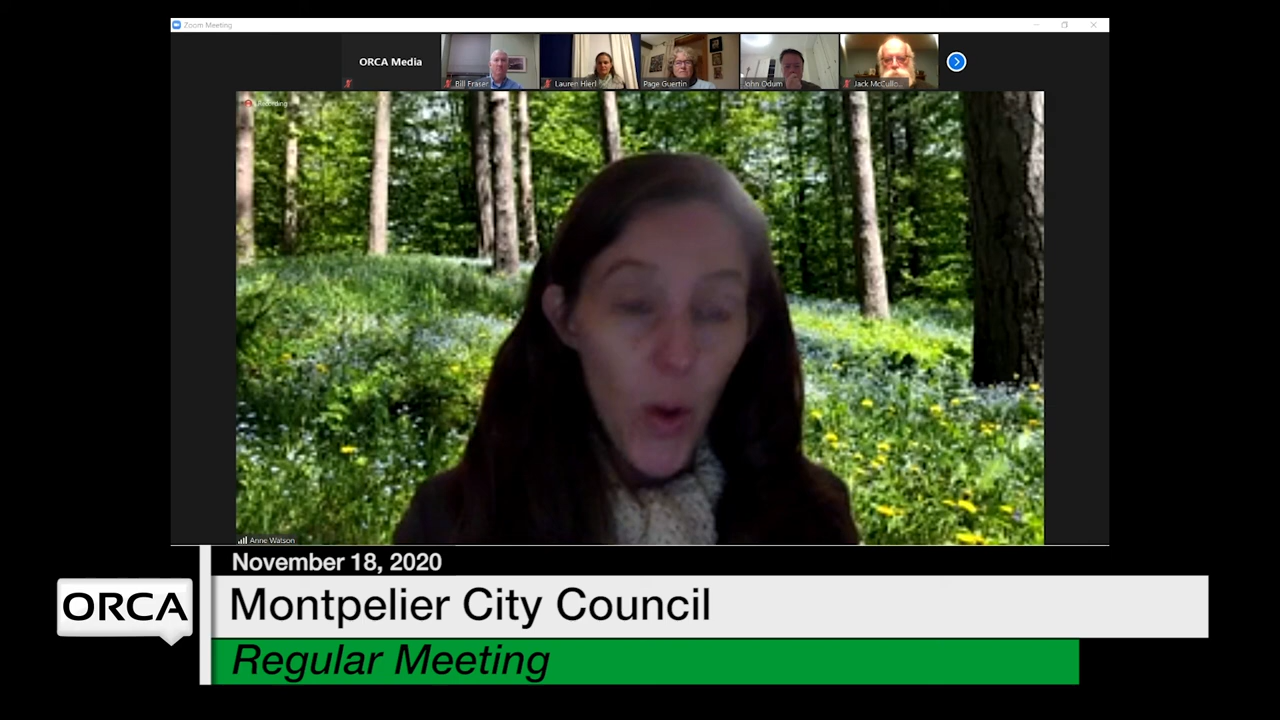 Zoom Meeting
ORCA Media
Bill Fraser
Lauren Hierl
Page Guertin
John Odum
Jack McCullo...
Recording
Anne Watson
November 18, 2020
ORCA
Montpelier City Council
Regular Meeting